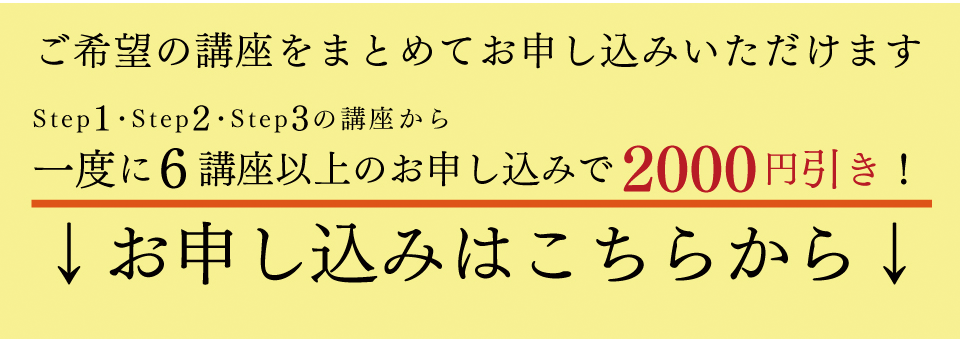 ご希望の講座をまとめてお申し込みいただけます
Step1・Step2・Step3の講座から
一度に6講座以上のお申し込みで2000円引き！
↓お申し込みはこちらから↓